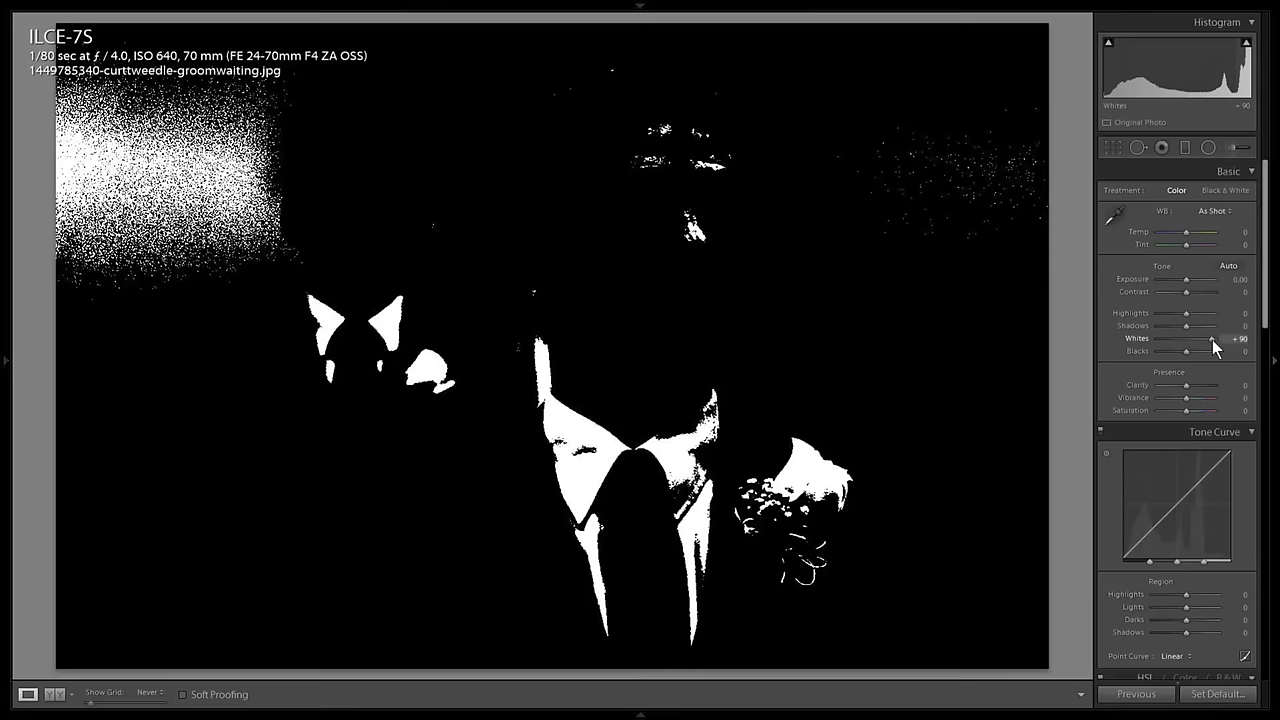 Histogram
ILCE-7S
1/80 sec at ƒ / 4.0, ISO 640, 70 mm (FE 24-70mm F4 ZA OSS)
1449785340-curttweedle-groomwaiting.jpg
Whites +90
Original Photo
Basic
Treatment : Color Black & White
WB : As Shot
Temp 0
Tint 0
Tone Auto
Exposure 0.00
Contrast 0
Highlights 0
Shadows 0
Whites +90
Blacks 0
Presence
Clarity 0
Vibrance 0
Saturation 0
Tone Curve
Region
Highlights 0
Lights 0
Darks 0
Shadows 0
Point Curve : Linear
HSL / Color / B & W
Previous Set Default...
Y Y Show Grid: Never Soft Proofing